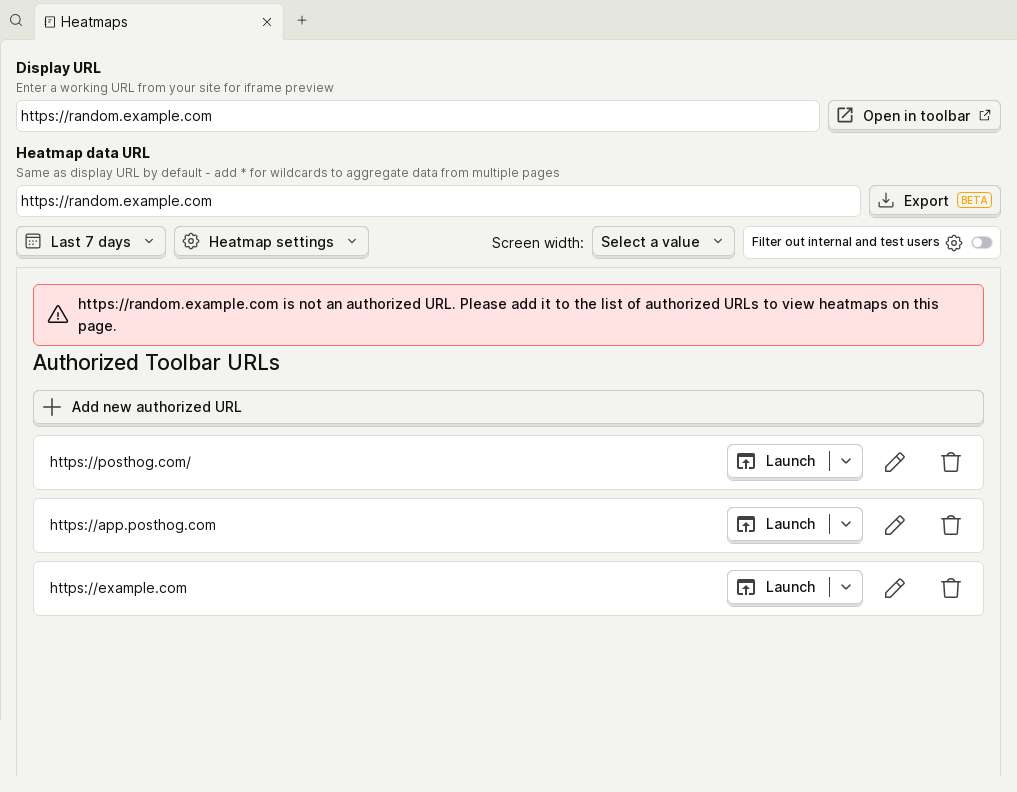 Heatmaps
Display URL
Enter a working URL from your site for iframe preview
https://random.example.com
Open in toolbar
Heatmap data URL
Same as display URL by default - add * for wildcards to aggregate data from multiple pages
https://random.example.com
Export BETA
Last 7 days
Heatmap settings
Screen width:
Select a value
Filter out internal and test users
https://random.example.com is not an authorized URL. Please add it to the list of authorized URLs to view heatmaps on this
page.
Authorized Toolbar URLs
Add new authorized URL
https://posthog.com/
Launch
https://app.posthog.com
Launch
https://example.com
Launch